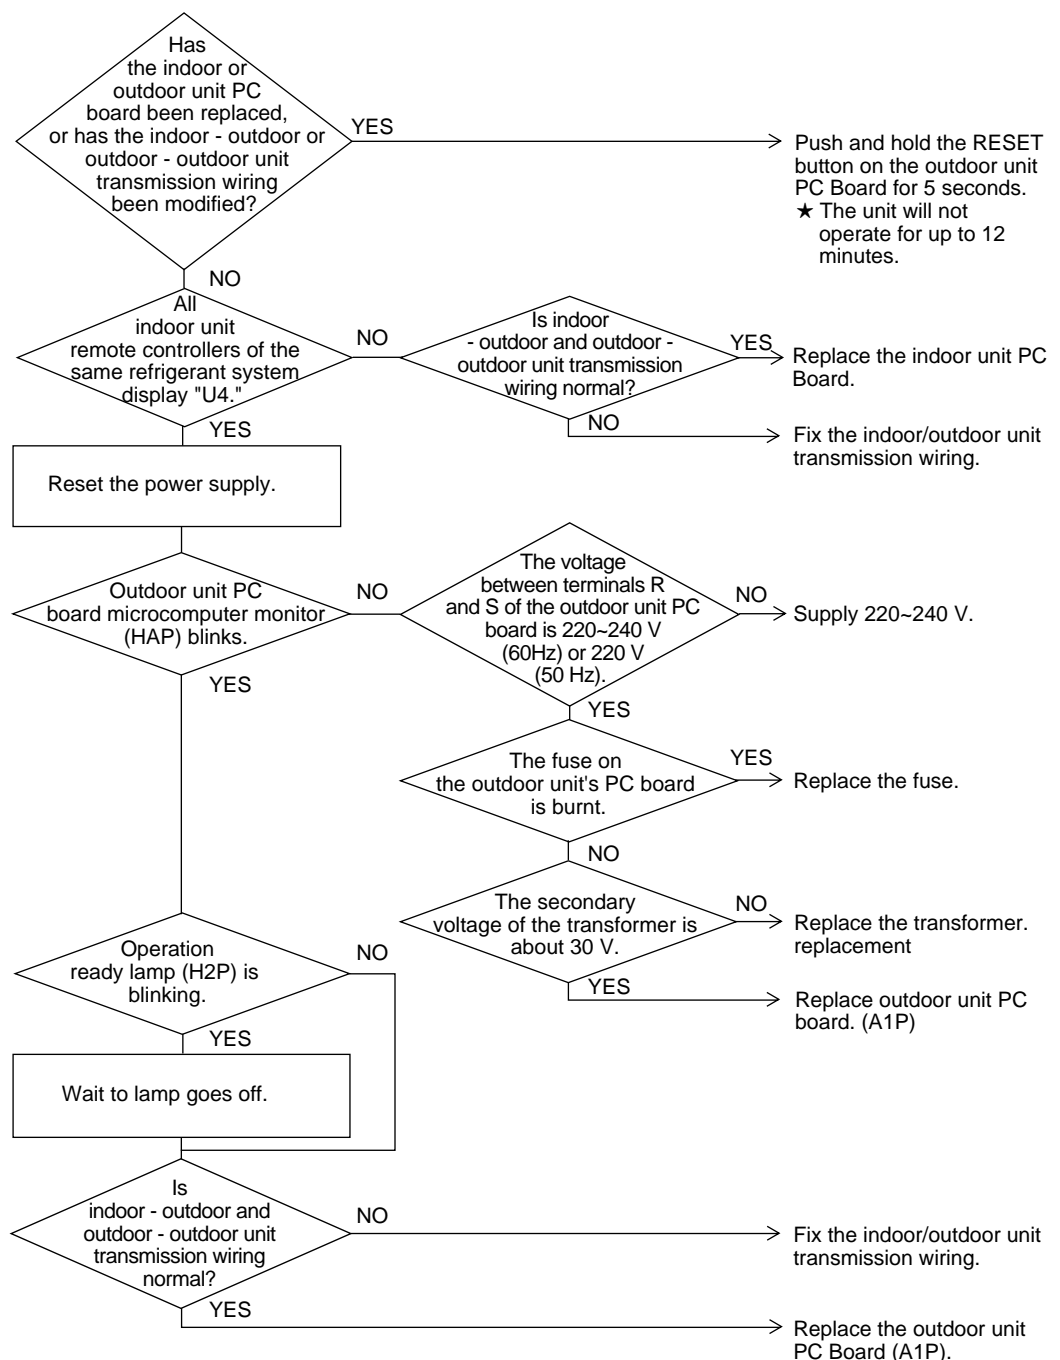 Has
the indoor or
outdoor unit PC
board been replaced,
or has the indoor - outdoor or
outdoor - outdoor unit
transmission wiring
been modified?
YES
Push and hold the RESET
button on the outdoor unit
PC Board for 5 seconds.
★ The unit will not
operate for up to 12
minutes.
NO
All
indoor unit
remote controllers of the
same refrigerant system
display "U4."
NO
Is indoor
- outdoor and outdoor -
outdoor unit transmission
wiring normal?
YES
Replace the indoor unit PC
Board.
NO
Fix the indoor/outdoor unit
transmission wiring.
YES
Reset the power supply.
Outdoor unit PC
board microcomputer monitor
(HAP) blinks.
NO
The voltage
between terminals R
and S of the outdoor unit PC
board is 220~240 V
(60Hz) or 220 V
(50 Hz).
NO
Supply 220~240 V.
YES
YES
The fuse on
the outdoor unit's PC board
is burnt.
YES
Replace the fuse.
NO
The secondary
voltage of the transformer is
about 30 V.
NO
Replace the transformer.
replacement
YES
Replace outdoor unit PC
board. (A1P)
Operation
ready lamp (H2P) is
blinking.
NO
YES
Wait to lamp goes off.
Is
indoor - outdoor and
outdoor - outdoor unit
transmission wiring
normal?
NO
Fix the indoor/outdoor unit
transmission wiring.
YES
Replace the outdoor unit
PC Board (A1P).